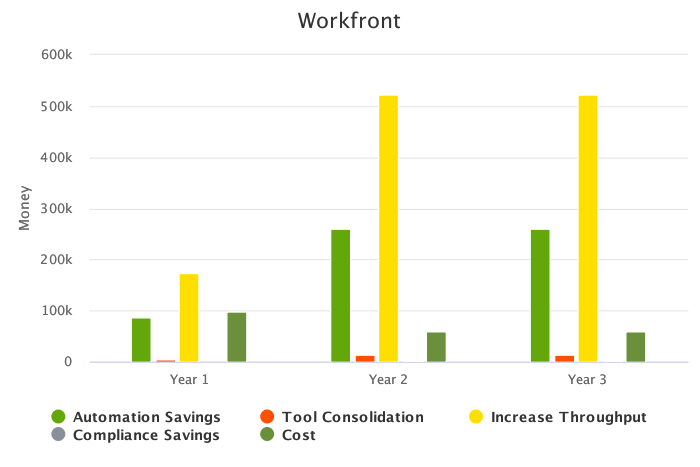 Workfront
600k
500k
400k
300k
200k
100k
0
Money
Year 1 Year 2 Year 3
Automation Savings Tool Consolidation Increase Throughput
Compliance Savings Cost